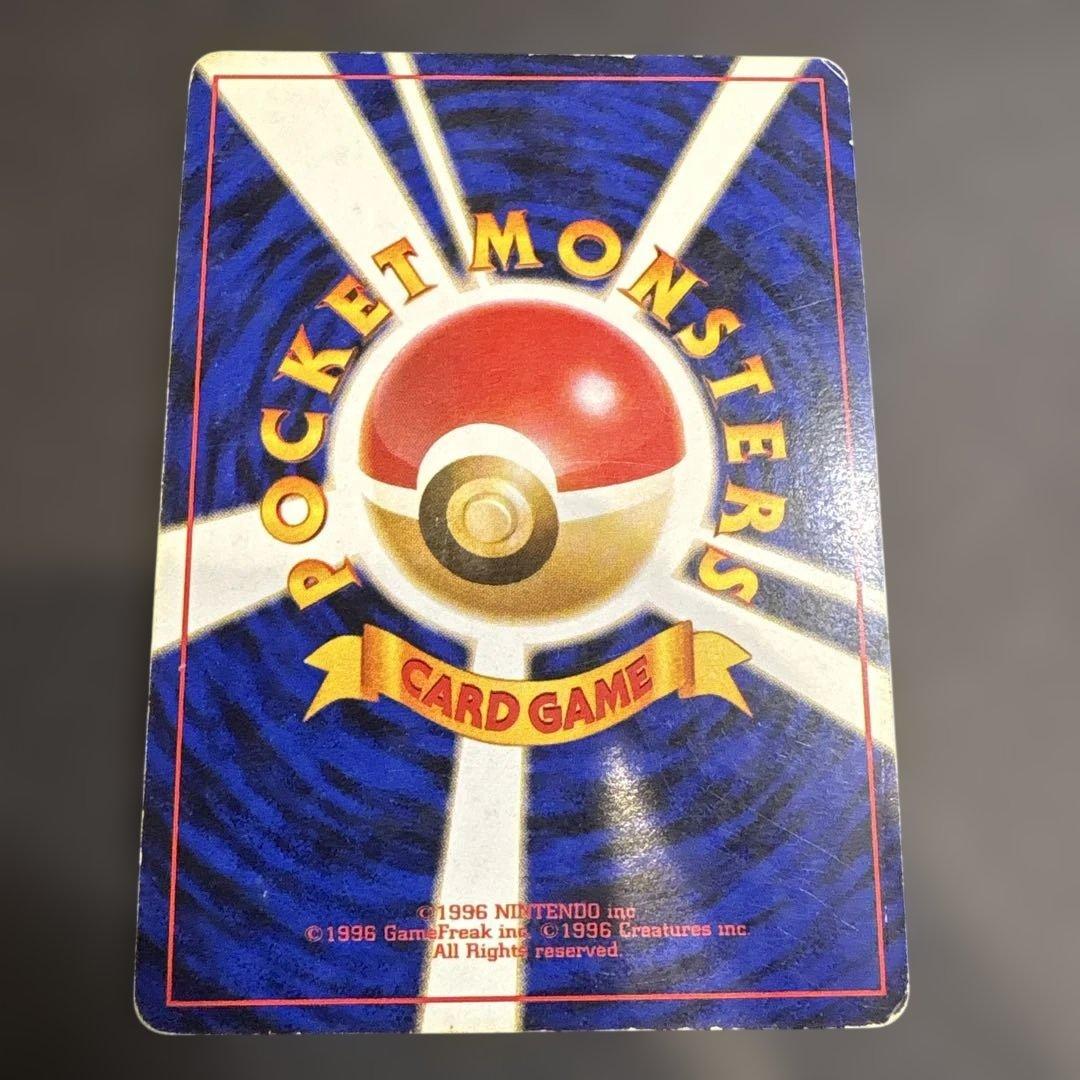 POCKET MONSTERS
CARD GAME
©1996 NINTENDO inc
©1996 GameFreak inc. ©1996 Creatures inc.
All Rights reserved.